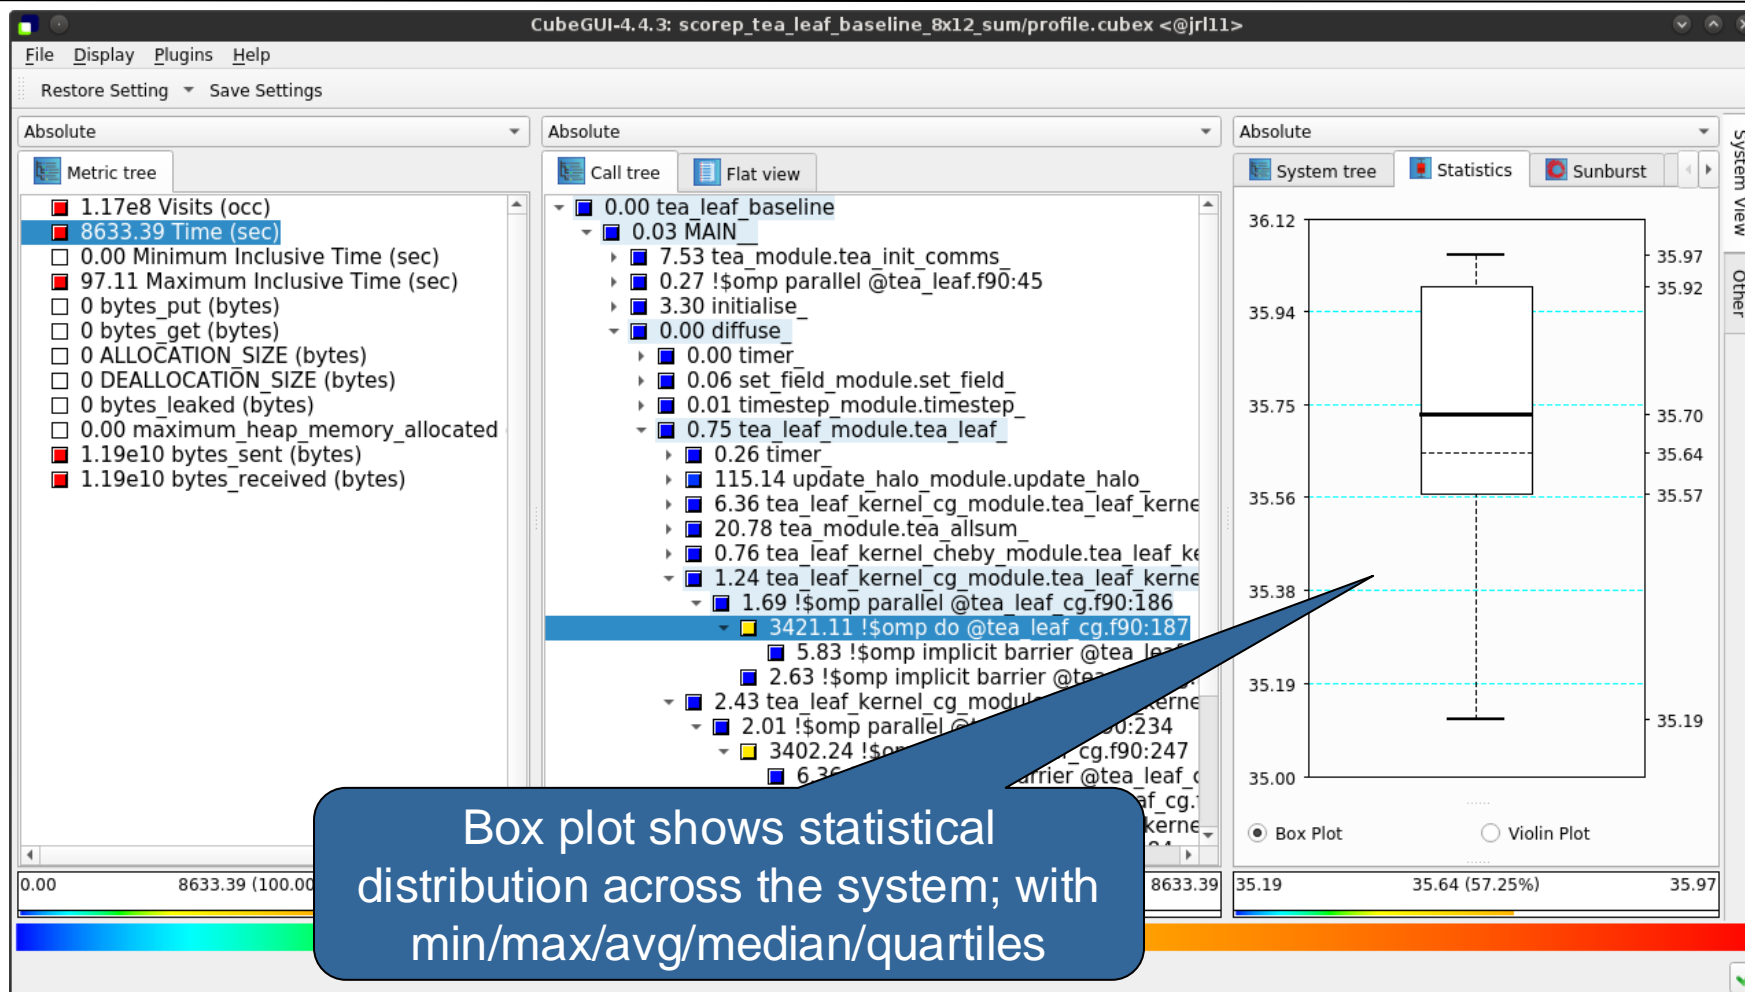 CubeGUI-4.4.3: scorep_tea_leaf_baseline_8x12_sum/profile.cubex <@jrl11>
File Display Plugins Help
Restore Setting Save Settings
Absolute
Metric tree
1.17e8 Visits (occ)
8633.39 Time (sec)
0.00 Minimum Inclusive Time (sec)
97.11 Maximum Inclusive Time (sec)
0 bytes_put (bytes)
0 bytes_get (bytes)
0 ALLOCATION_SIZE (bytes)
0 DEALLOCATION_SIZE (bytes)
0 bytes_leaked (bytes)
0.00 maximum_heap_memory_allocated
1.19e10 bytes_sent (bytes)
1.19e10 bytes_received (bytes)
0.00 8633.39 (100.00
Absolute
Call tree Flat view
0.00 tea_leaf_baseline
0.03 MAIN__
7.53 tea_module.tea_init_comms_
0.27 !$omp parallel @tea_leaf.f90:45
3.30 initialise_
0.00 diffuse_
0.00 timer_
0.06 set_field_module.set_field_
0.01 timestep_module.timestep_
0.75 tea_leaf_module.tea_leaf_
0.26 timer_
115.14 update_halo_module.update_halo_
6.36 tea_leaf_kernel_cg_module.tea_leaf_kerne
20.78 tea_module.tea_allsum_
0.76 tea_leaf_kernel_cheby_module.tea_leaf_ke
1.24 tea_leaf_kernel_cg_module.tea_leaf_kerne
1.69 !$omp parallel @tea_leaf_cg.f90:186
3421.11 !$omp do @tea_leaf_cg.f90:187
5.83 !$omp implicit barrier @tea_leaf
2.63 !$omp implicit barrier
2.43 tea_leaf_kernel_cg_modu kerne
2.01 !$omp parallel :234
3402.24 _cg.f90:247
6.36 rrier @tea_leaf_c
af_cg.
kerne
8633.39
Absolute
System tree Statistics Sunburst
36.12
35.94
35.75
35.56
35.38
35.19
35.00
35.97
35.92
35.70
35.64
35.57
35.19
Box Plot Violin Plot
35.19 35.64 (57.25%) 35.97
System View
Other
Box plot shows statistical
distribution across the system; with
min/max/avg/median/quartiles